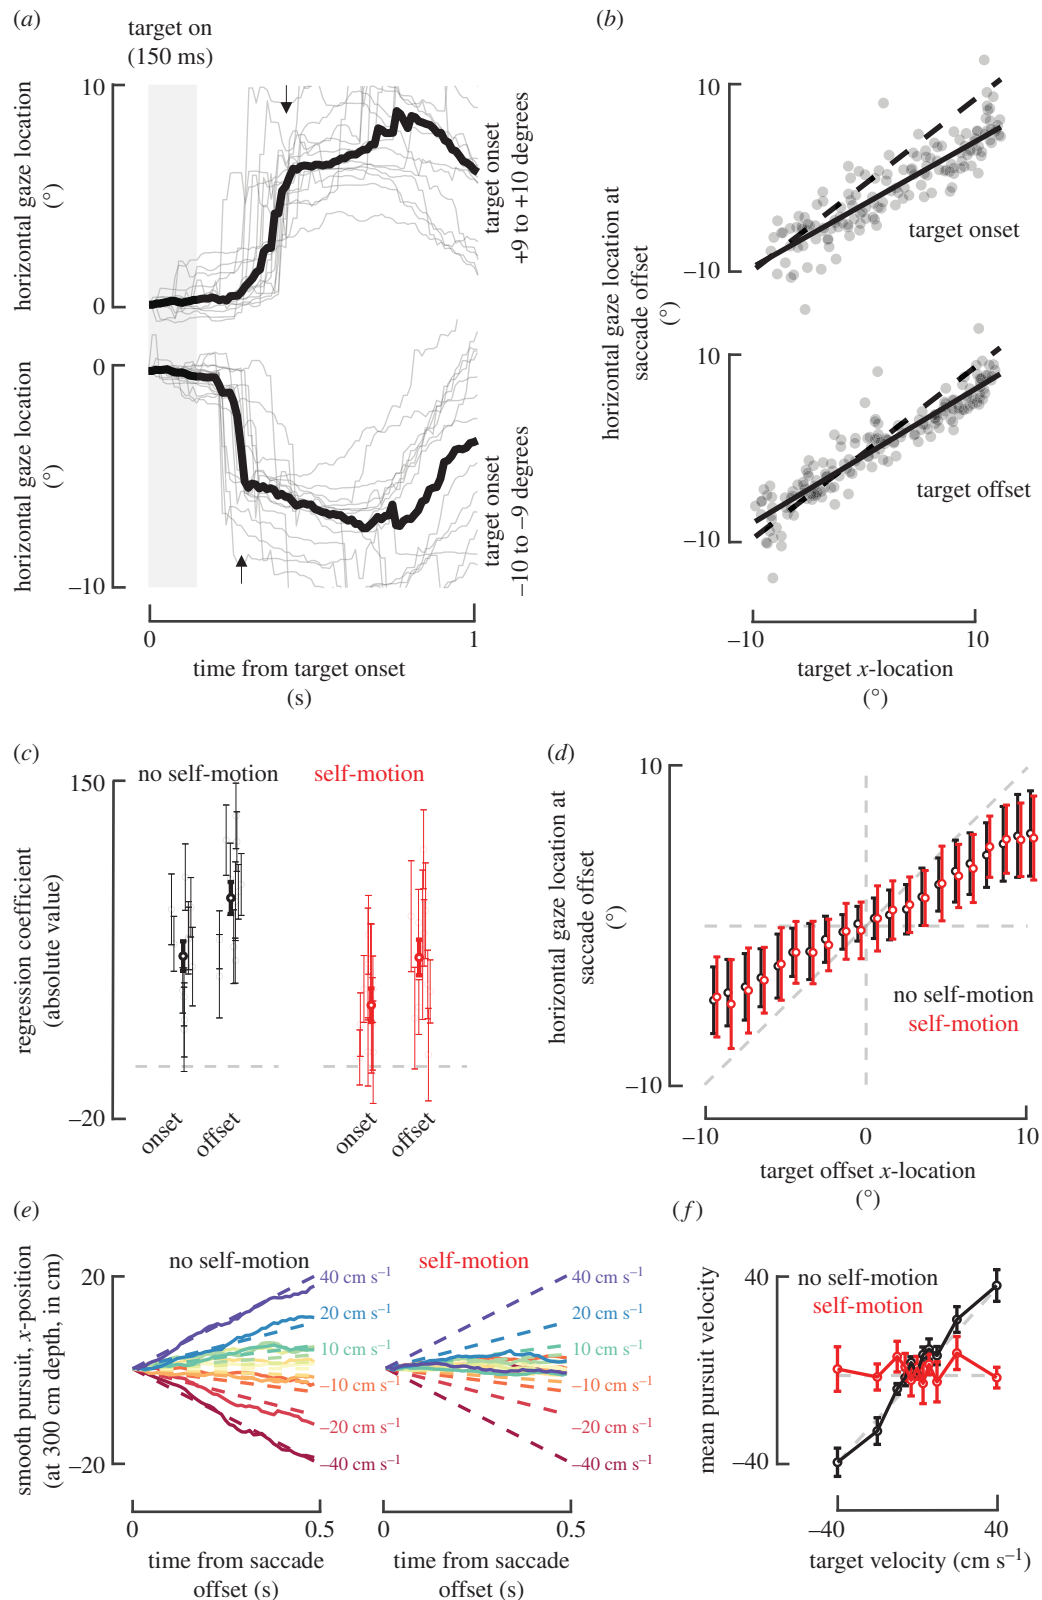 (a)
target on
(150 ms)
10
0
horizontal gaze location
(°)
target onset
+9 to +10 degrees
0
−10
horizontal gaze location
(°)
target onset
−10 to −9 degrees
0
1
time from target onset
(s)
(b)
10
−10
target onset
horizontal gaze location at
saccade offset
(°)
10
−10
target offset
−10
10
target x-location
(°)
(c)
no self-motion
self-motion
150
−20
regression coefficient
(absolute value)
onset
offset
onset
offset
(d)
10
−10
horizontal gaze location at
saccade offset
(°)
no self-motion
self-motion
−10
0
10
target offset x-location
(°)
(e)
no self-motion
self-motion
20
−20
smooth pursuit, x-position
(at 300 cm depth, in cm)
40 cm s⁻¹
20 cm s⁻¹
10 cm s⁻¹
−10 cm s⁻¹
−20 cm s⁻¹
−40 cm s⁻¹
40 cm s⁻¹
20 cm s⁻¹
10 cm s⁻¹
−10 cm s⁻¹
−20 cm s⁻¹
−40 cm s⁻¹
0
0.5
time from saccade
offset (s)
0
0.5
time from saccade
offset (s)
(f)
40
−40
mean pursuit velocity
no self-motion
self-motion
−40
40
target velocity (cm s⁻¹)